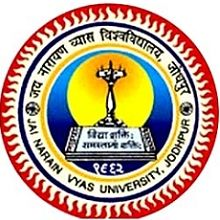 जय नारायण व्यास विश्वविद्यालय, जोधपुर
विद्या शक्तिः
समस्तानां शक्तिः
१९६२
JAI NARAIN VYAS UNIVERSITY, JODHPUR